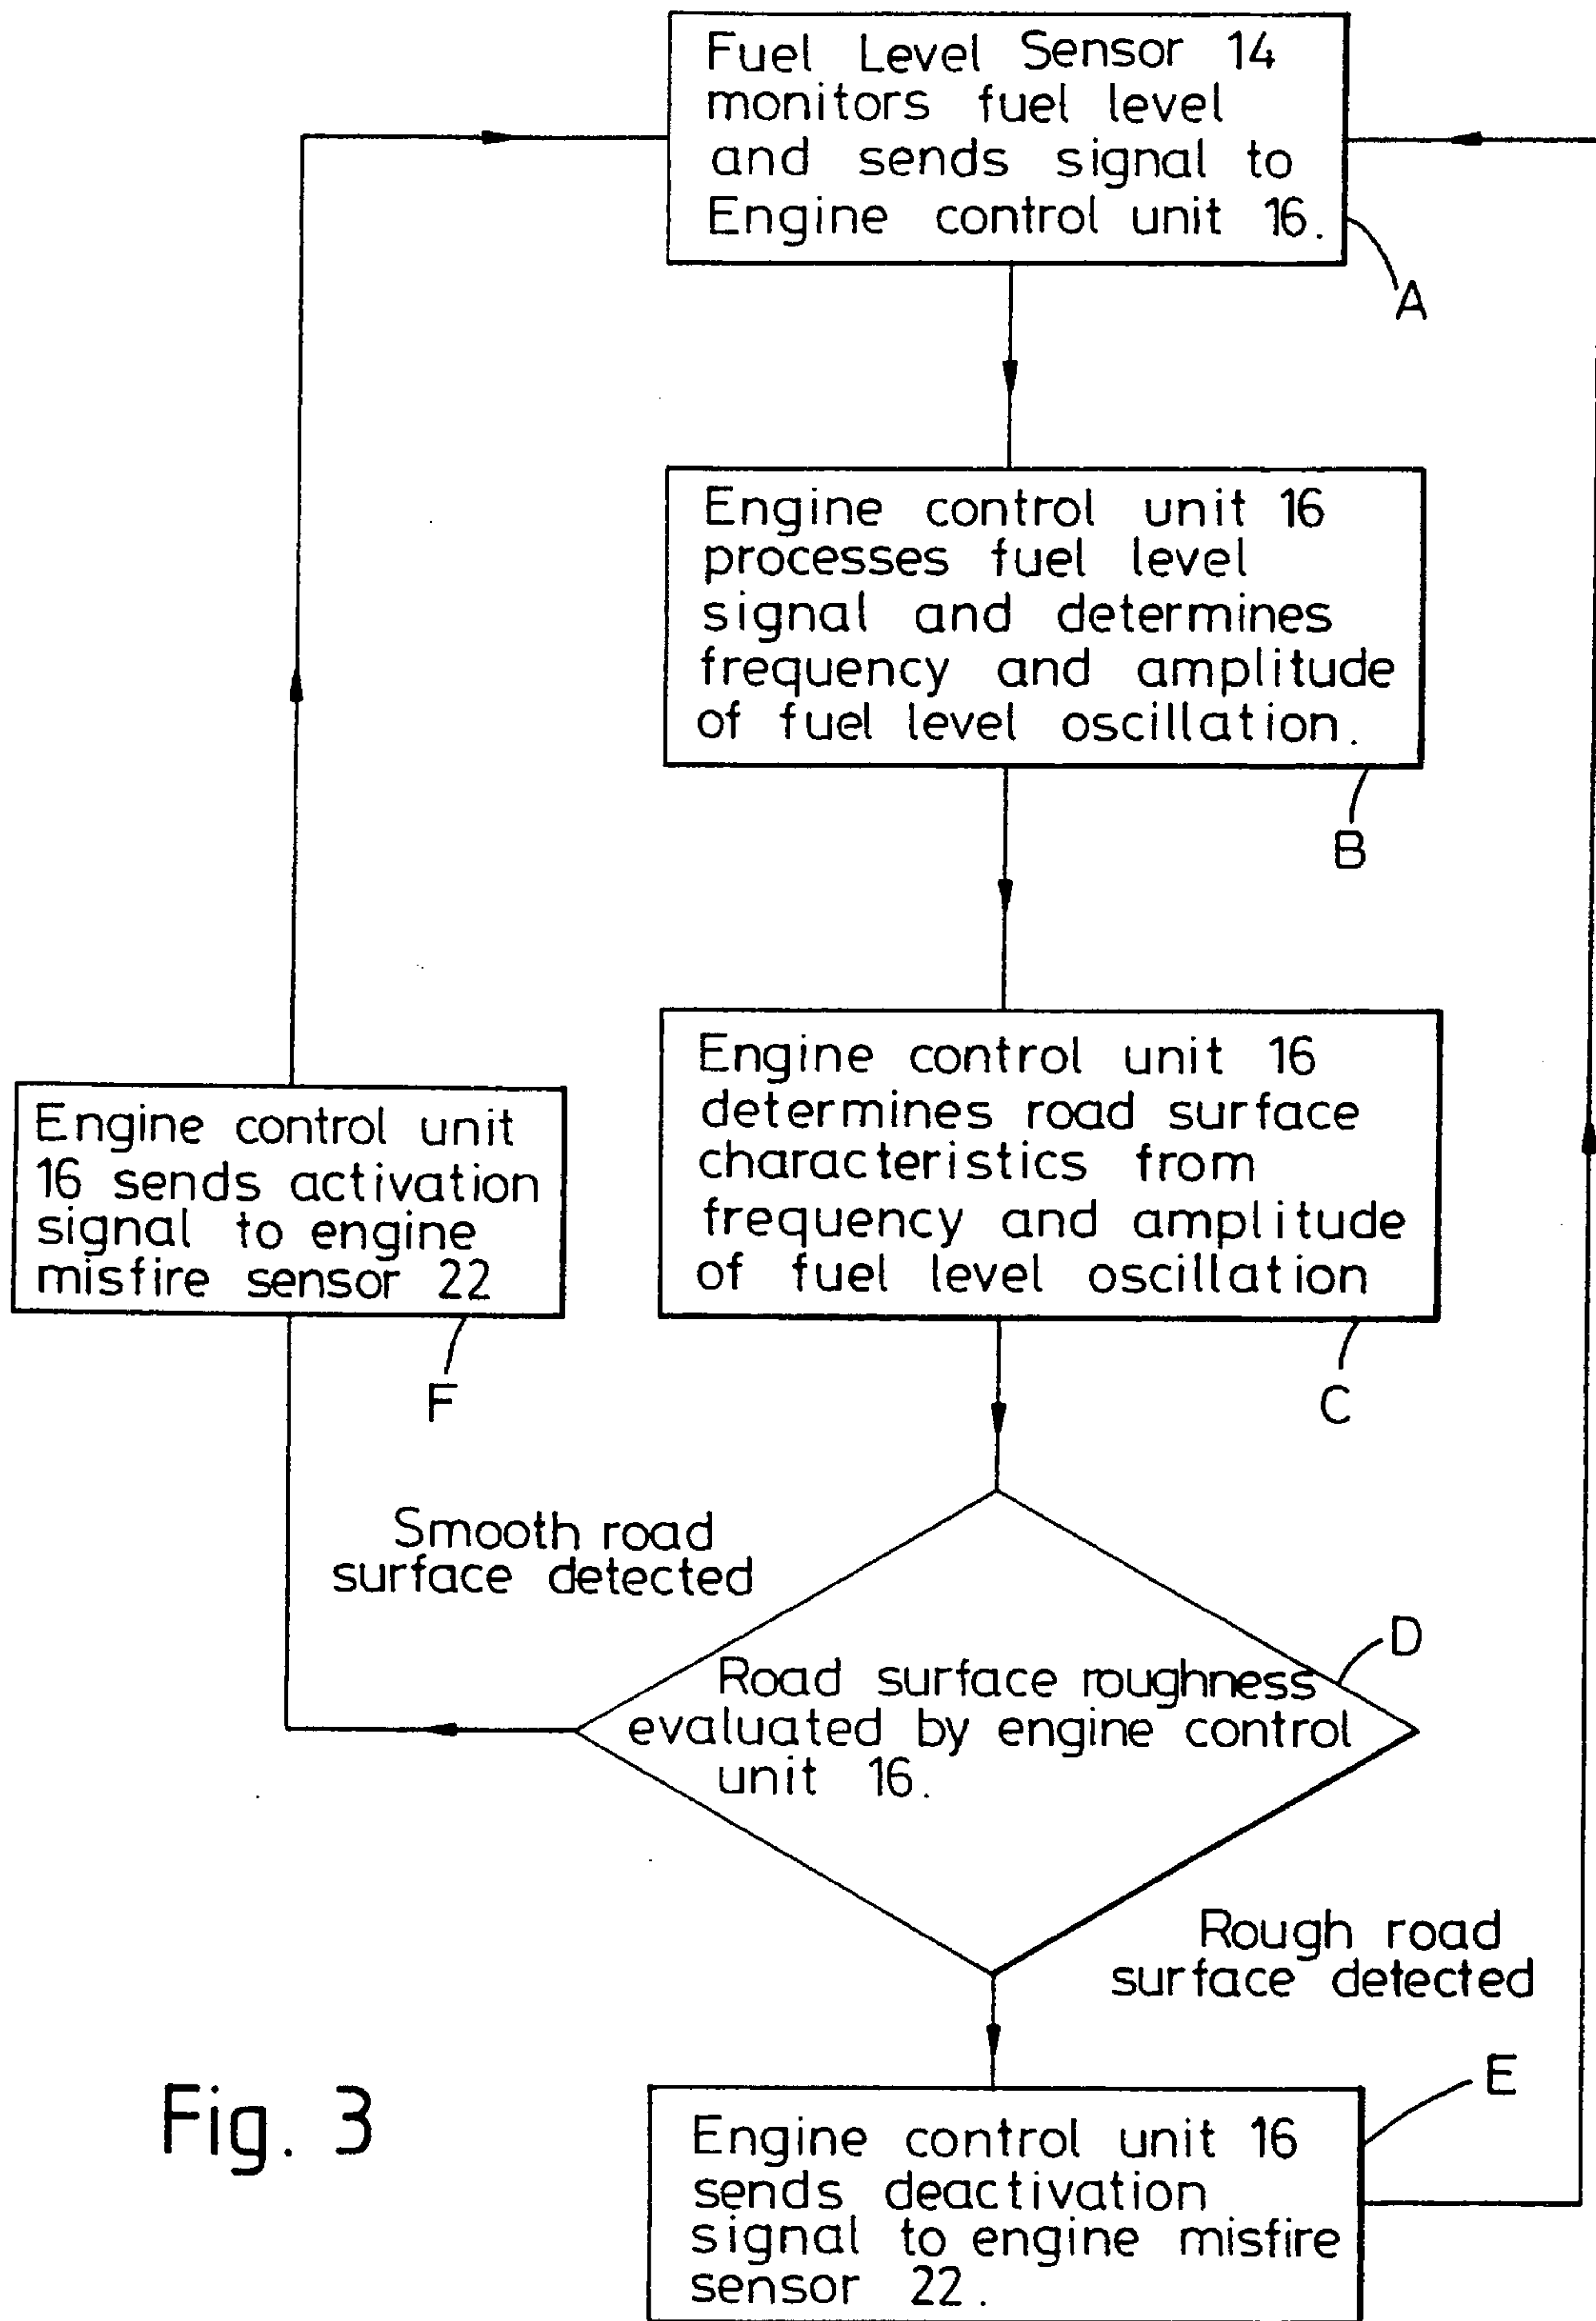 Fuel Level Sensor 14
monitors fuel level
and sends signal to
Engine control unit 16.
A
Engine control unit 16
processes fuel level
signal and determines
frequency and amplitude
of fuel level oscillation.
B
Engine control unit 16
determines road surface
characteristics from
frequency and amplitude
of fuel level oscillation
C
Engine control unit
16 sends activation
signal to engine
misfire sensor 22
F
Smooth road
surface detected
D
Road surface roughness
evaluated by engine control
unit 16.
Rough road
surface detected
E
Engine control unit 16
sends deactivation
signal to engine misfire
sensor 22.
Fig. 3